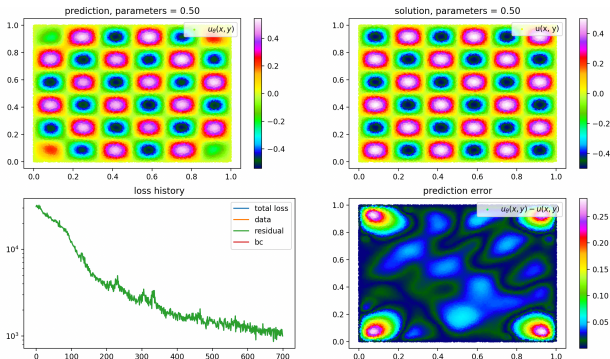 prediction, parameters = 0.50
u_θ(x, y)
1.0
0.8
0.6
0.4
0.2
0.0
0.0 0.2 0.4 0.6 0.8 1.0
0.4
0.2
0.0
−0.2
−0.4
solution, parameters = 0.50
u(x, y)
1.0
0.8
0.6
0.4
0.2
0.0
0.0 0.2 0.4 0.6 0.8 1.0
0.4
0.2
0.0
−0.2
−0.4
loss history
total loss
data
residual
bc
10⁴
10³
0 100 200 300 400 500 600 700
prediction error
u_θ(x, y) − u(x, y)
1.0
0.8
0.6
0.4
0.2
0.0
0.0 0.2 0.4 0.6 0.8 1.0
0.25
0.20
0.15
0.10
0.05
0.00